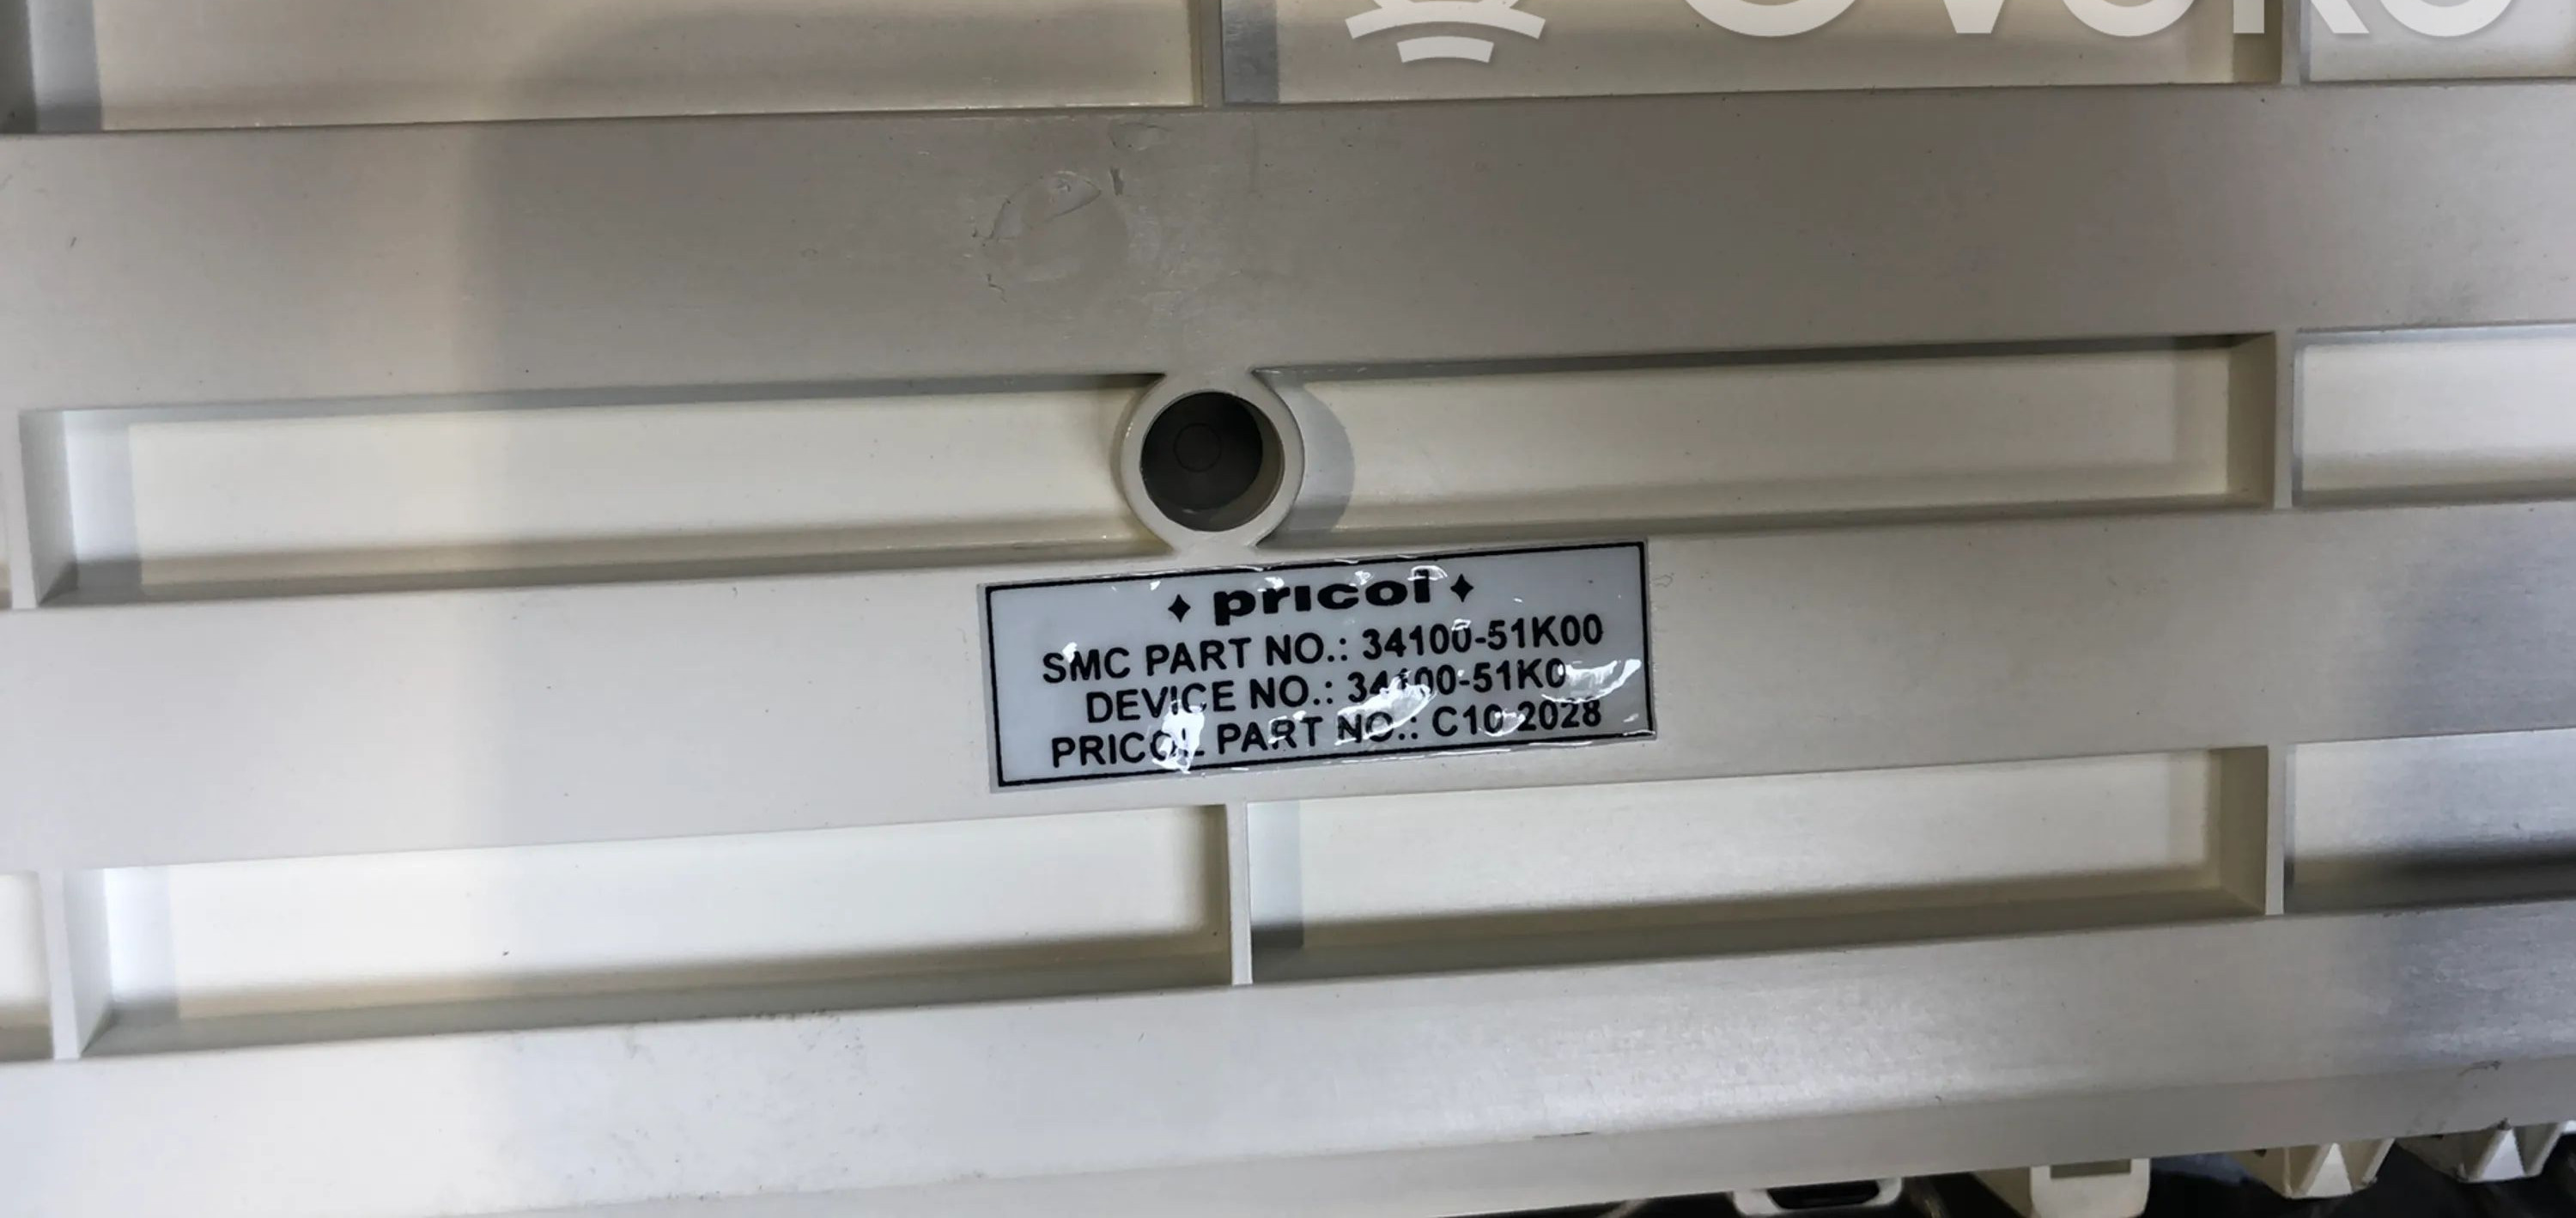 pricol
SMC PART NO.: 34100-51K00
DEVICE NO.: 34100-51K0
PRICOL PART NO.: C10 2028